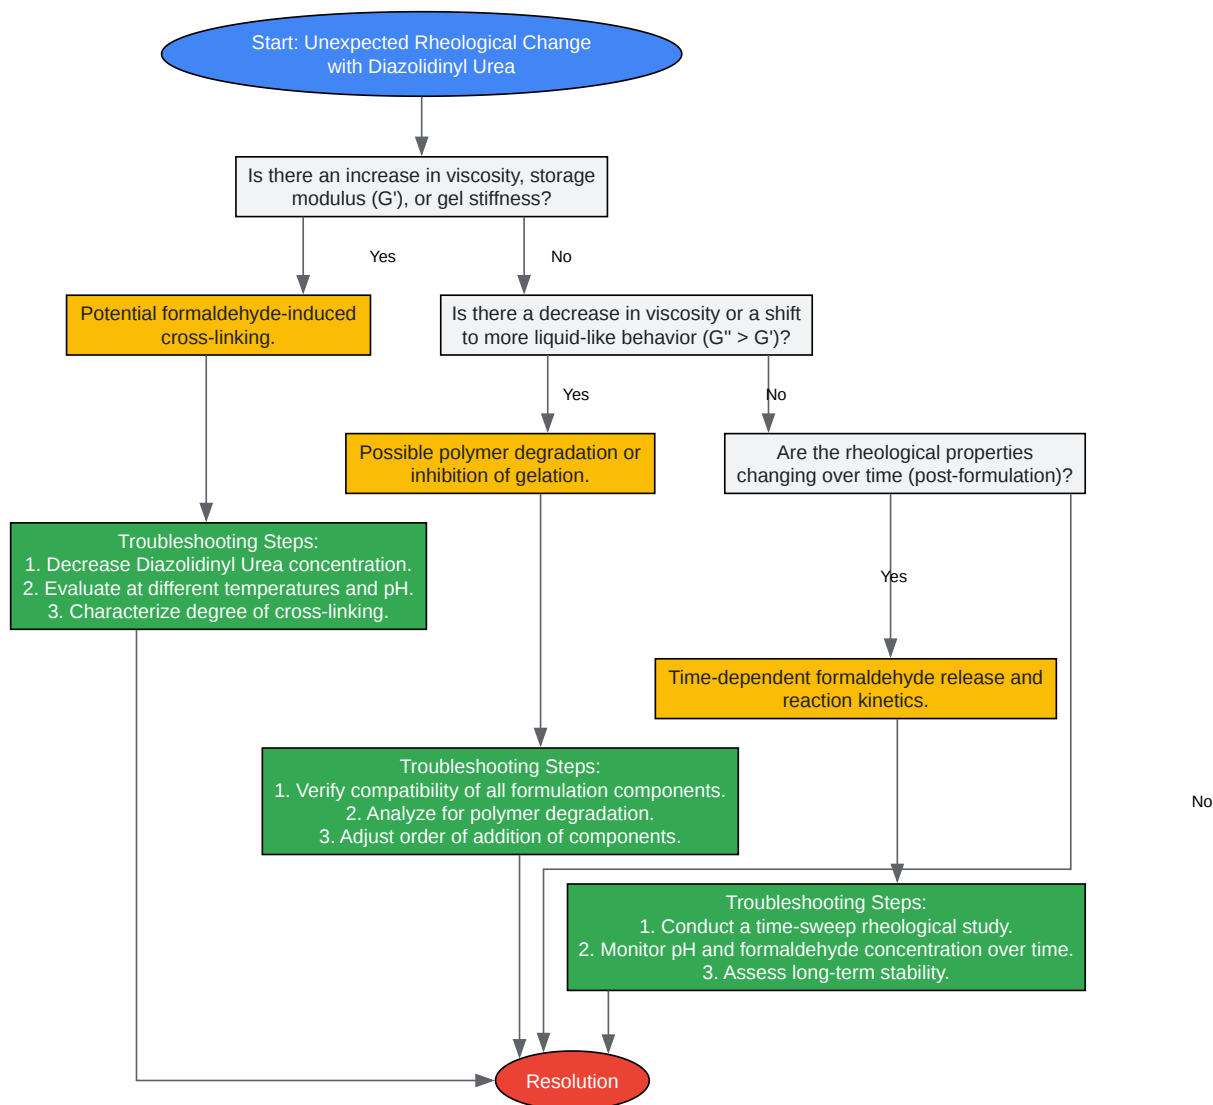 Start: Unexpected Rheological Change
with Diazolidinyl Urea
Is there an increase in viscosity, storage
modulus (G'), or gel stiffness?
Yes
No
Potential formaldehyde-induced
cross-linking.
Is there a decrease in viscosity or a shift
to more liquid-like behavior (G" > G')?
Yes
No
Possible polymer degradation or
inhibition of gelation.
Are the rheological properties
changing over time (post-formulation)?
Troubleshooting Steps:
1. Decrease Diazolidinyl Urea concentration.
2. Evaluate at different temperatures and pH.
3. Characterize degree of cross-linking.
Yes
Time-dependent formaldehyde release and
reaction kinetics.
Troubleshooting Steps:
1. Verify compatibility of all formulation components.
2. Analyze for polymer degradation.
3. Adjust order of addition of components.
No
Troubleshooting Steps:
1. Conduct a time-sweep rheological study.
2. Monitor pH and formaldehyde concentration over time.
3. Assess long-term stability.
Resolution